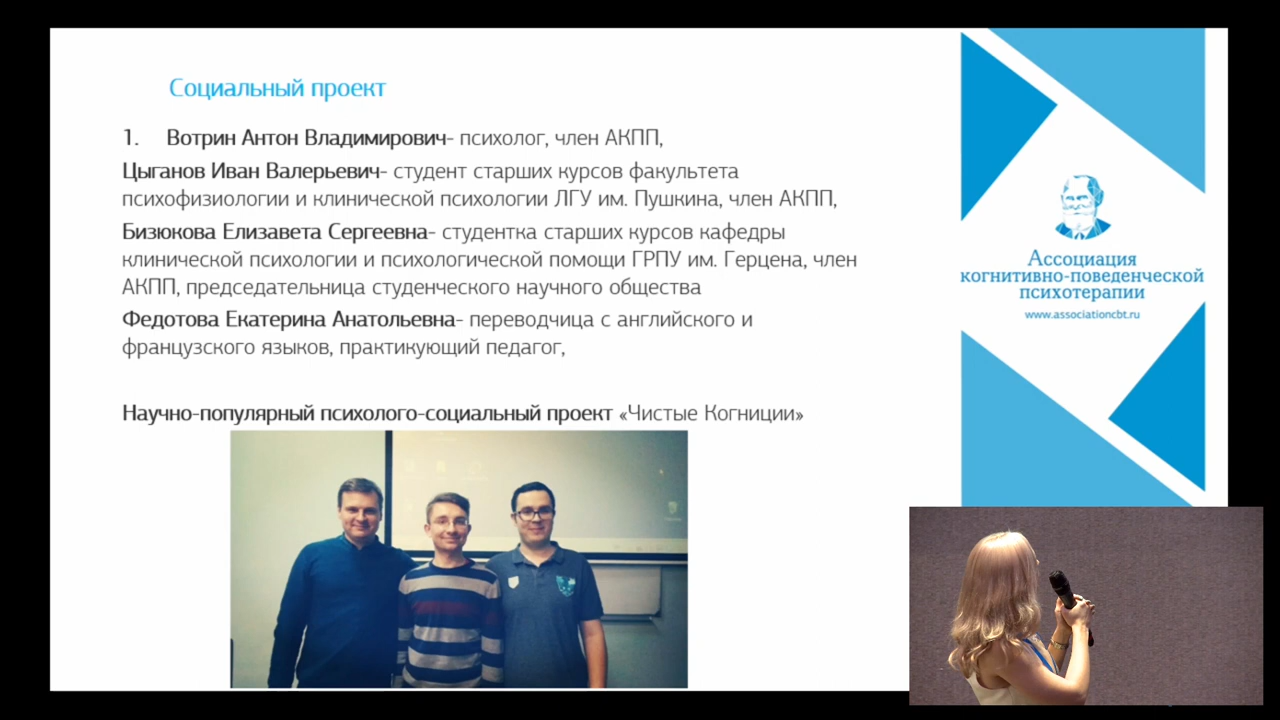 Социальный проект
1. Вотрин Антон Владимирович- психолог, член АКПП,
Цыганов Иван Валерьевич- студент старших курсов факультета
психофизиологии и клинической психологии ЛГУ им. Пушкина, член АКПП,
Бизюкова Елизавета Сергеевна- студентка старших курсов кафедры
клинической психологии и психологической помощи ГРПУ им. Герцена, член
АКПП, председательница студенческого научного общества
Федотова Екатерина Анатольевна- переводчица с английского и
французского языков, практикующий педагог,
Научно-популярный психолого-социальный проект «Чистые Когниции»
Ассоциация
когнитивно-поведенческой
психотерапии
www.associationcbt.ru